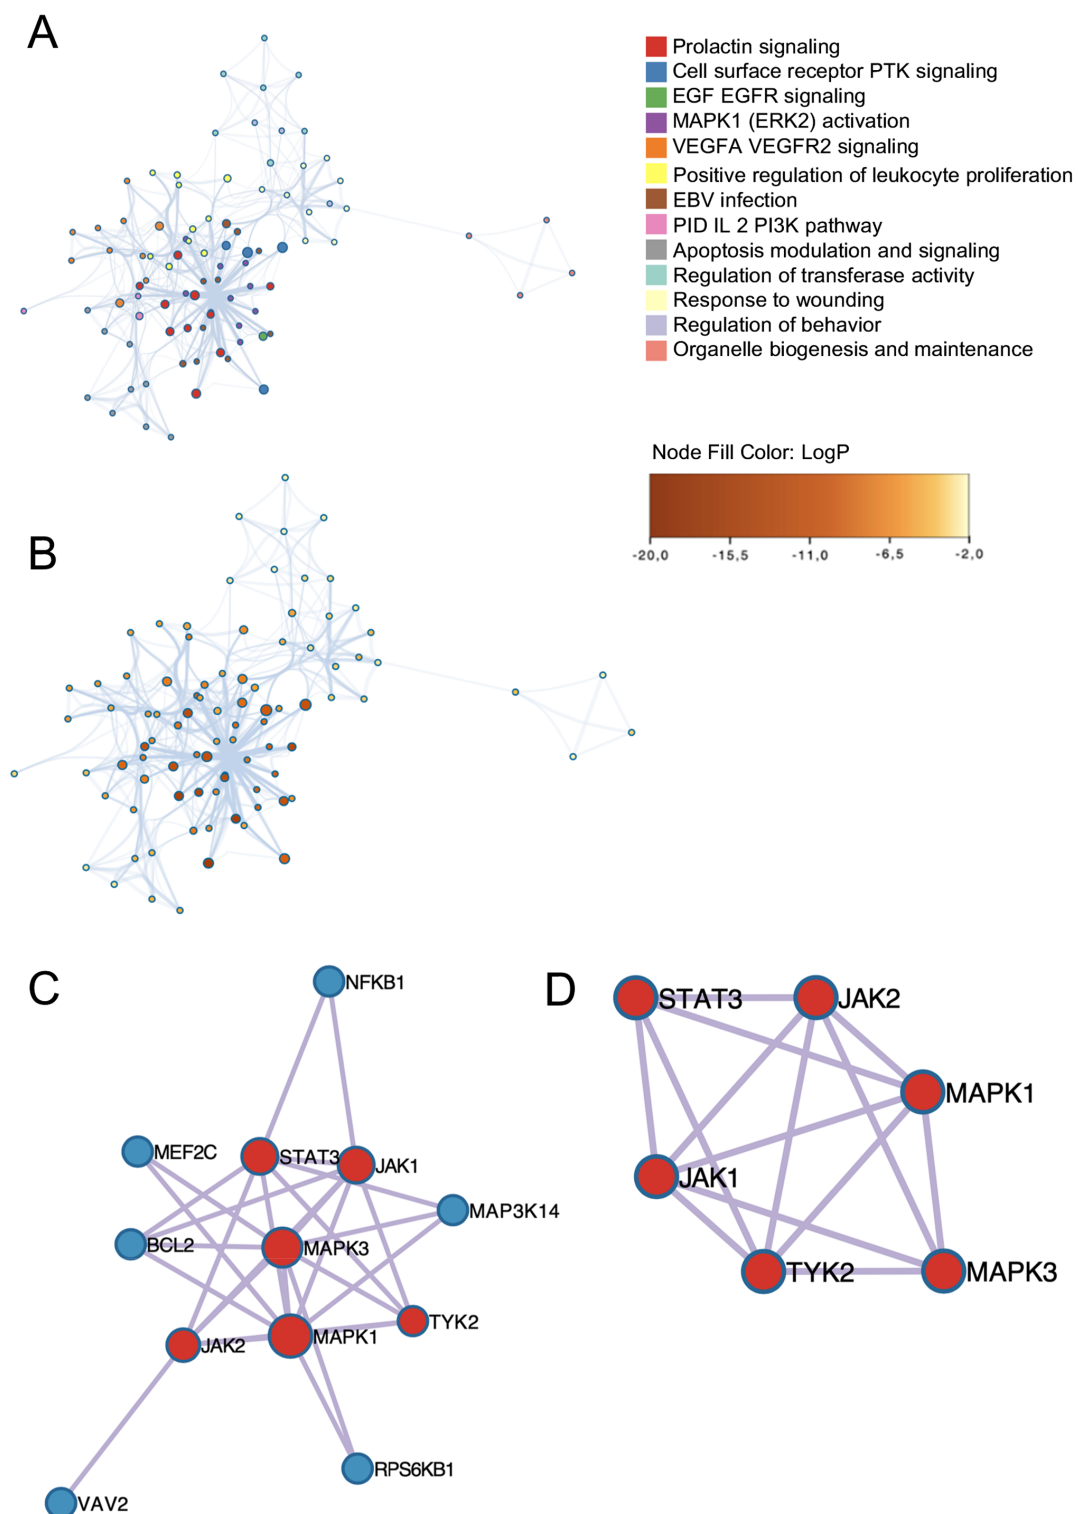 A
Prolactin signaling
Cell surface receptor PTK signaling
EGF EGFR signaling
MAPK1 (ERK2) activation
VEGFA VEGFR2 signaling
Positive regulation of leukocyte proliferation
EBV infection
PID IL 2 PI3K pathway
Apoptosis modulation and signaling
Regulation of transferase activity
Response to wounding
Regulation of behavior
Organelle biogenesis and maintenance
Node Fill Color: LogP
-20,0 -15,5 -11,0 -6,5 -2,0
B
C
NFKB1
MEF2C
STAT3
JAK1
MAP3K14
BCL2
MAPK3
TYK2
JAK2
MAPK1
RPS6KB1
VAV2
D
STAT3
JAK2
MAPK1
JAK1
TYK2
MAPK3